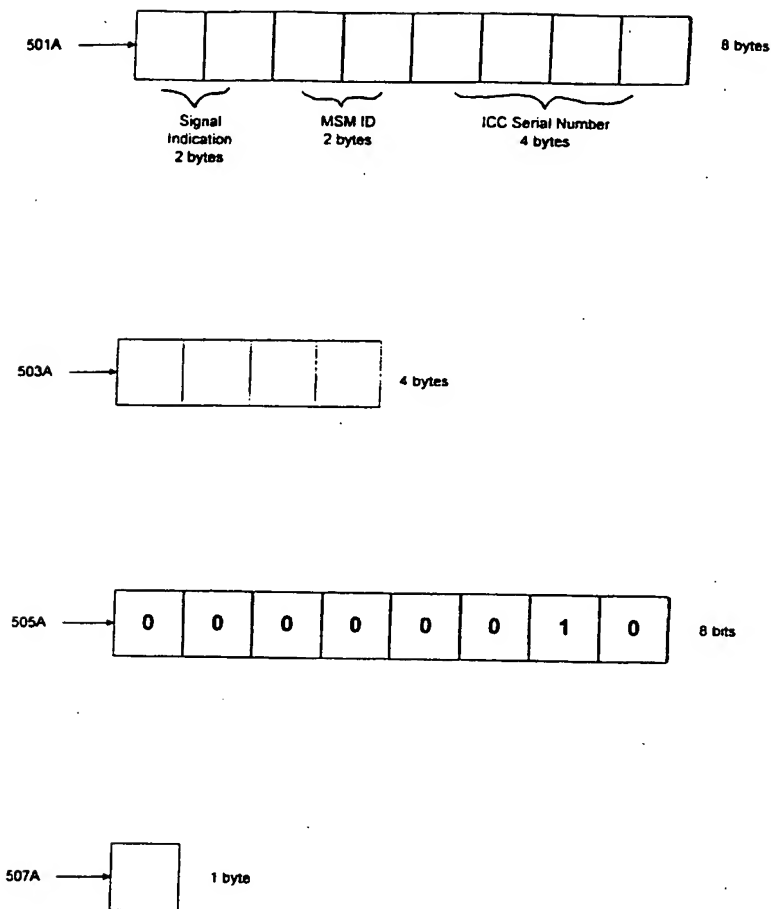 501A
8 bytes
Signal
Indication
2 bytes
MSM ID
2 bytes
ICC Serial Number
4 bytes
503A
4 bytes
505A
0 0 0 0 0 0 1 0
8 bits
507A
1 byte